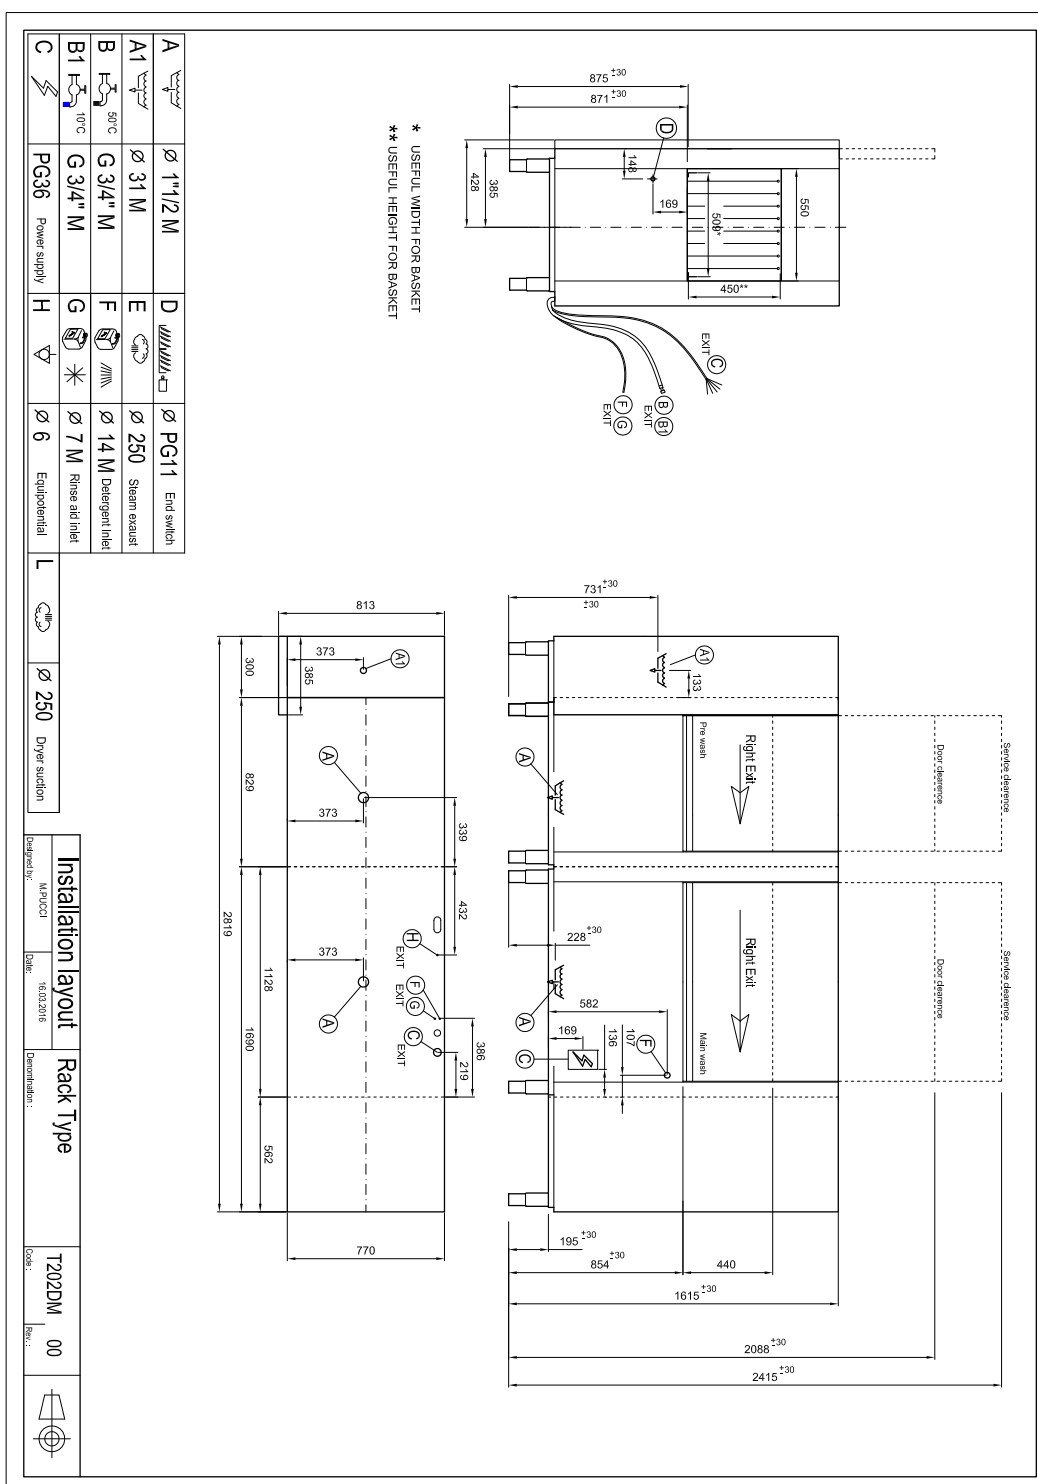 875 ±30
871 ±30
D
148
169
385
428
550
509*
450**
C
EXIT
B B1
EXIT
F G
EXIT
* USEFUL WIDTH FOR BASKET
** USEFUL HEIGHT FOR BASKET
Service clearence
Door clearence
Service clearence
Door clearence
731 ±30
±30
A1
133
Pre wash
Right Exit
Right Exit
Main wash
A
A
228 ±30
582
169
136
107
C
F
195 ±30
854 ±30
440
1615 ±30
2088 ±30
2415 ±30
813
373
385
300
A1
A
829
373
339
432
H
EXIT
F
G
EXIT
C
EXIT
386
219
373
A
1128
1690
562
2819
770
A Ø 1"1/2 M
A1 Ø 31 M
B 50°C G 3/4" M
B1 10°C G 3/4" M
C PG36 Power supply
D Ø PG11 End switch
E Ø 250 Steam exaust
F Ø 14 M Detergent Inlet
G Ø 7 M Rinse aid inlet
H Ø 6 Equipotential
L Ø 250 Dryer suction
Installation layout
Designed by: M.PUCCI
Date: 16.03.2016
Rack Type
Denomination :
T202DM
Code :
00
Rev. :